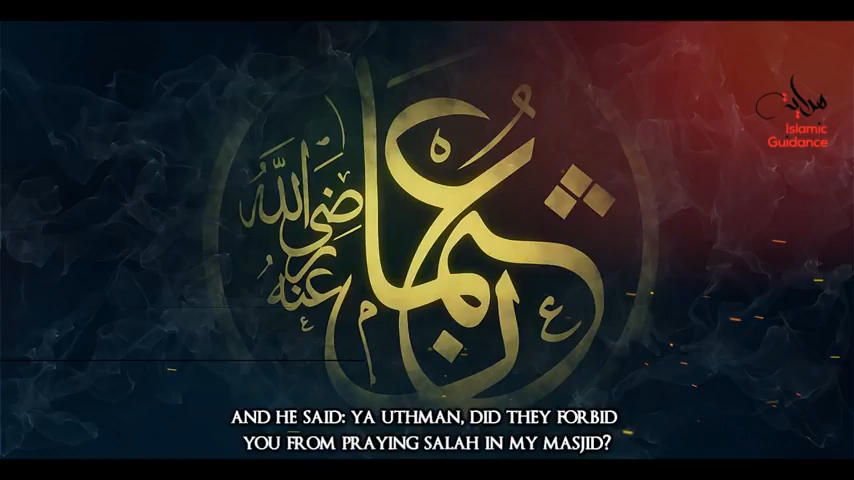 عثمان
رضي الله
عنه
هداية
Islamic
Guidance
AND HE SAID: YA UTHMAN, DID THEY FORBID
YOU FROM PRAYING SALAH IN MY MASJID?